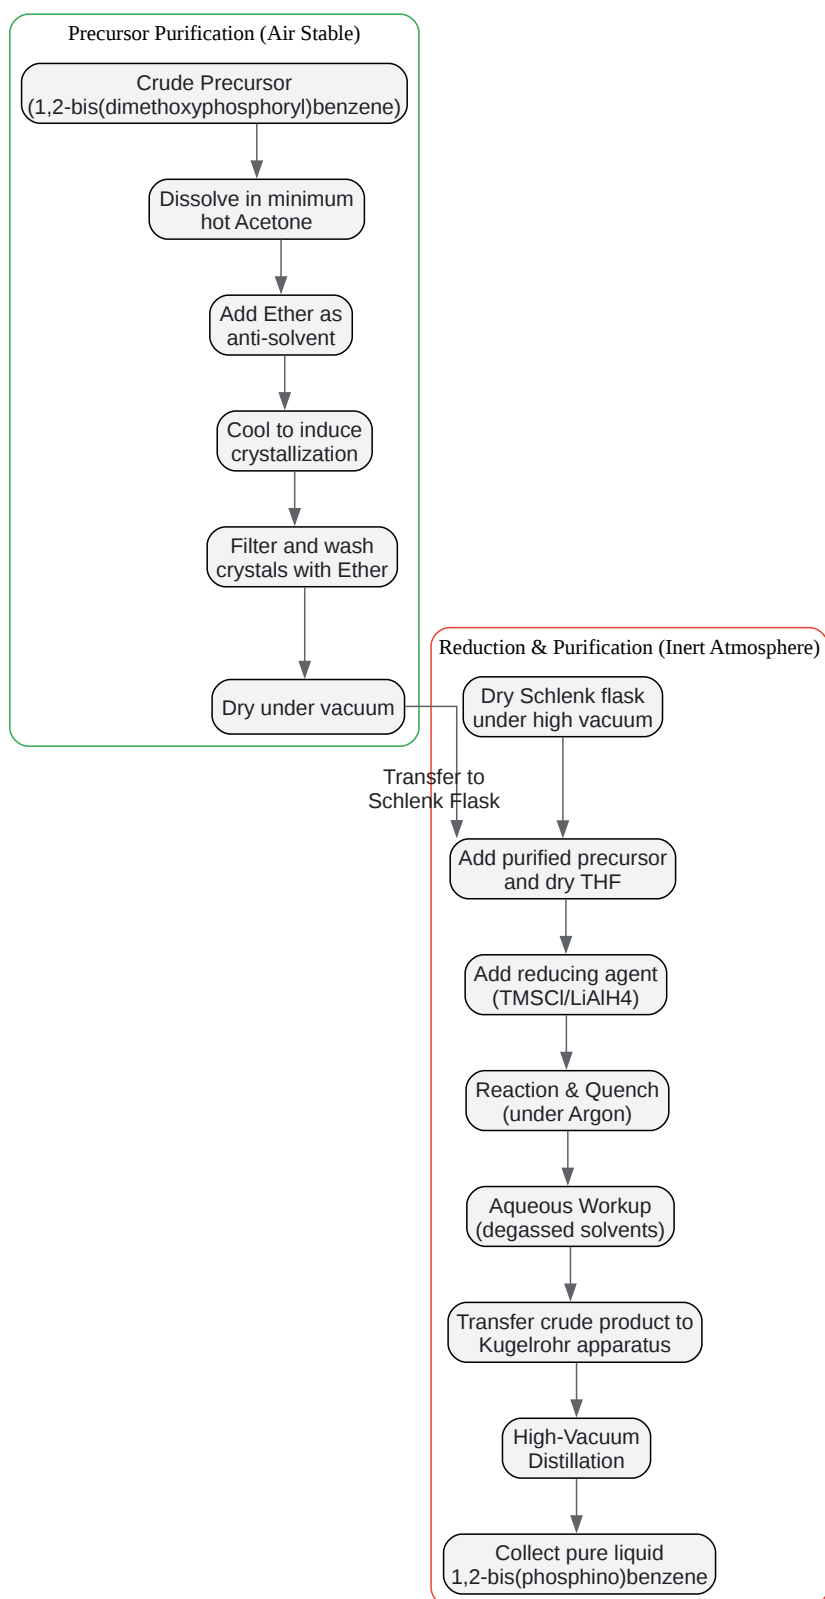 Precursor Purification (Air Stable)
Crude Precursor
(1,2-bis(dimethoxyphosphoryl)benzene)
Dissolve in minimum
hot Acetone
Add Ether as
anti-solvent
Cool to induce
crystallization
Filter and wash
crystals with Ether
Dry under vacuum
Transfer to
Schlenk Flask
Reduction & Purification (Inert Atmosphere)
Dry Schlenk flask
under high vacuum
Add purified precursor
and dry THF
Add reducing agent
(TMSCl/LiAlH4)
Reaction & Quench
(under Argon)
Aqueous Workup
(degassed solvents)
Transfer crude product to
Kugelrohr apparatus
High-Vacuum
Distillation
Collect pure liquid
1,2-bis(phosphino)benzene